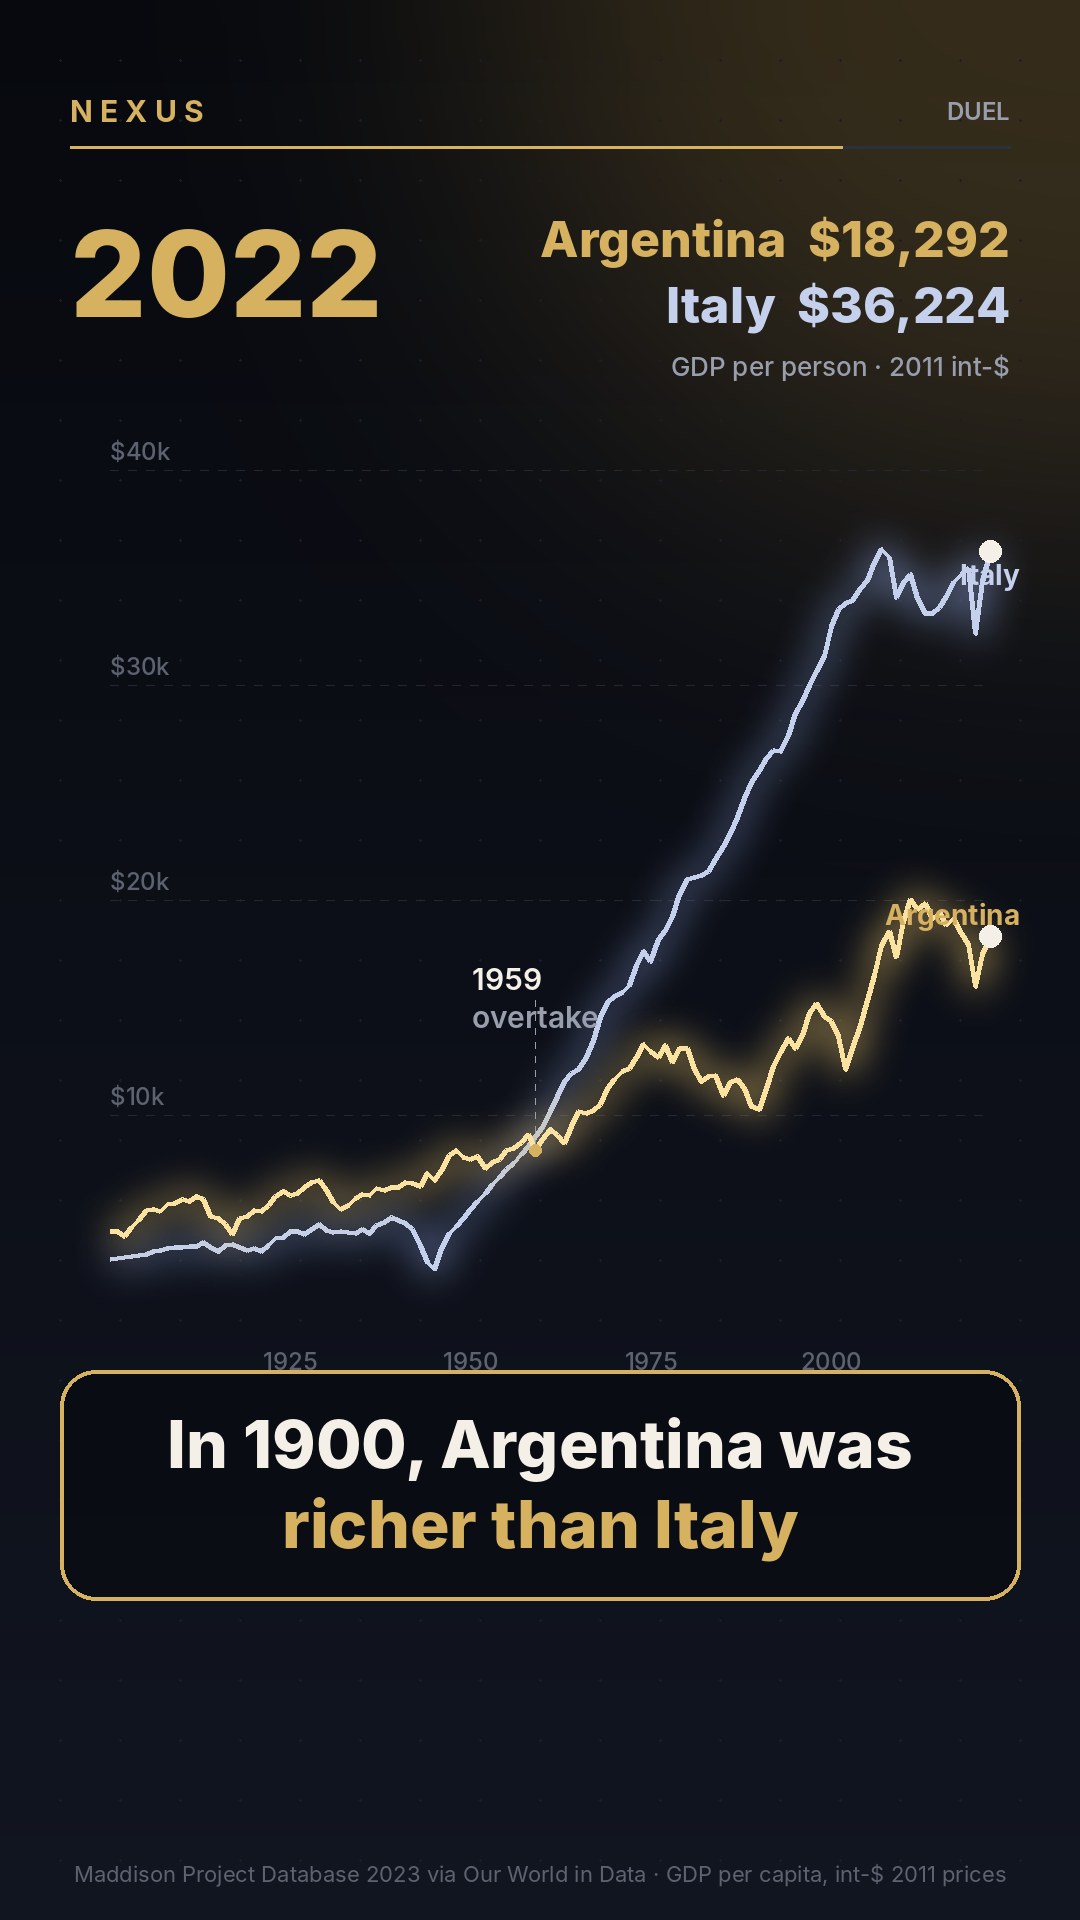 NEXUS
DUEL
2022
Argentina $18,292
Italy $36,224
GDP per person · 2011 int-$
$40k
Italy
$30k
$20k
Argentina
1959
overtake
$10k
1925 1950 1975 2000
In 1900, Argentina was
richer than Italy
Maddison Project Database 2023 via Our World in Data · GDP per capita, int-$ 2011 prices